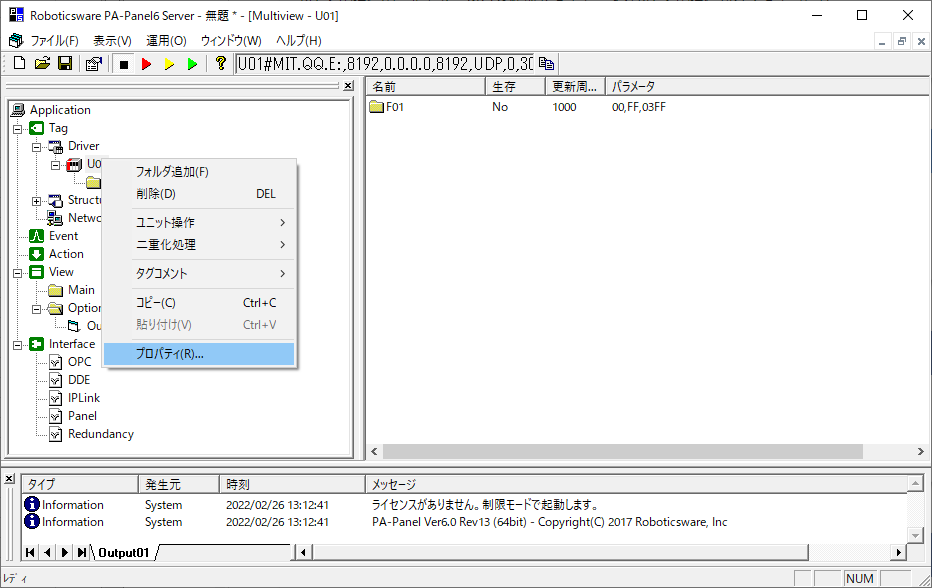 Roboticsware PA-Panel6 Server - 無題 * - [Multiview - U01]
ファイル(F) 表示(V) 運用(O) ウィンドウ(W) ヘルプ(H)
U01#MIT.QQ.E:,8192,0.0.0.0,8192,UDP,0,30
Application
Tag
Driver
U0
Struct
Netwo
Event
Action
View
Main
Option
Ou
Interface
OPC
DDE
IPLink
Panel
Redundancy
フォルダ追加(F)
削除(D) DEL
ユニット操作
二重化処理
タグコメント
コピー(C) Ctrl+C
貼り付け(V) Ctrl+V
プロパティ(R)...
名前 生存 更新周... パラメータ
F01 No 1000 00,FF,03FF
タイプ 発生元 時刻 メッセージ
Information System 2022/02/26 13:12:41 ライセンスがありません。制限モードで起動します。
Information System 2022/02/26 13:12:41 PA-Panel Ver6.0 Rev13 (64bit) - Copyright(C) 2017 Roboticsware, Inc
Output01
レディ NUM